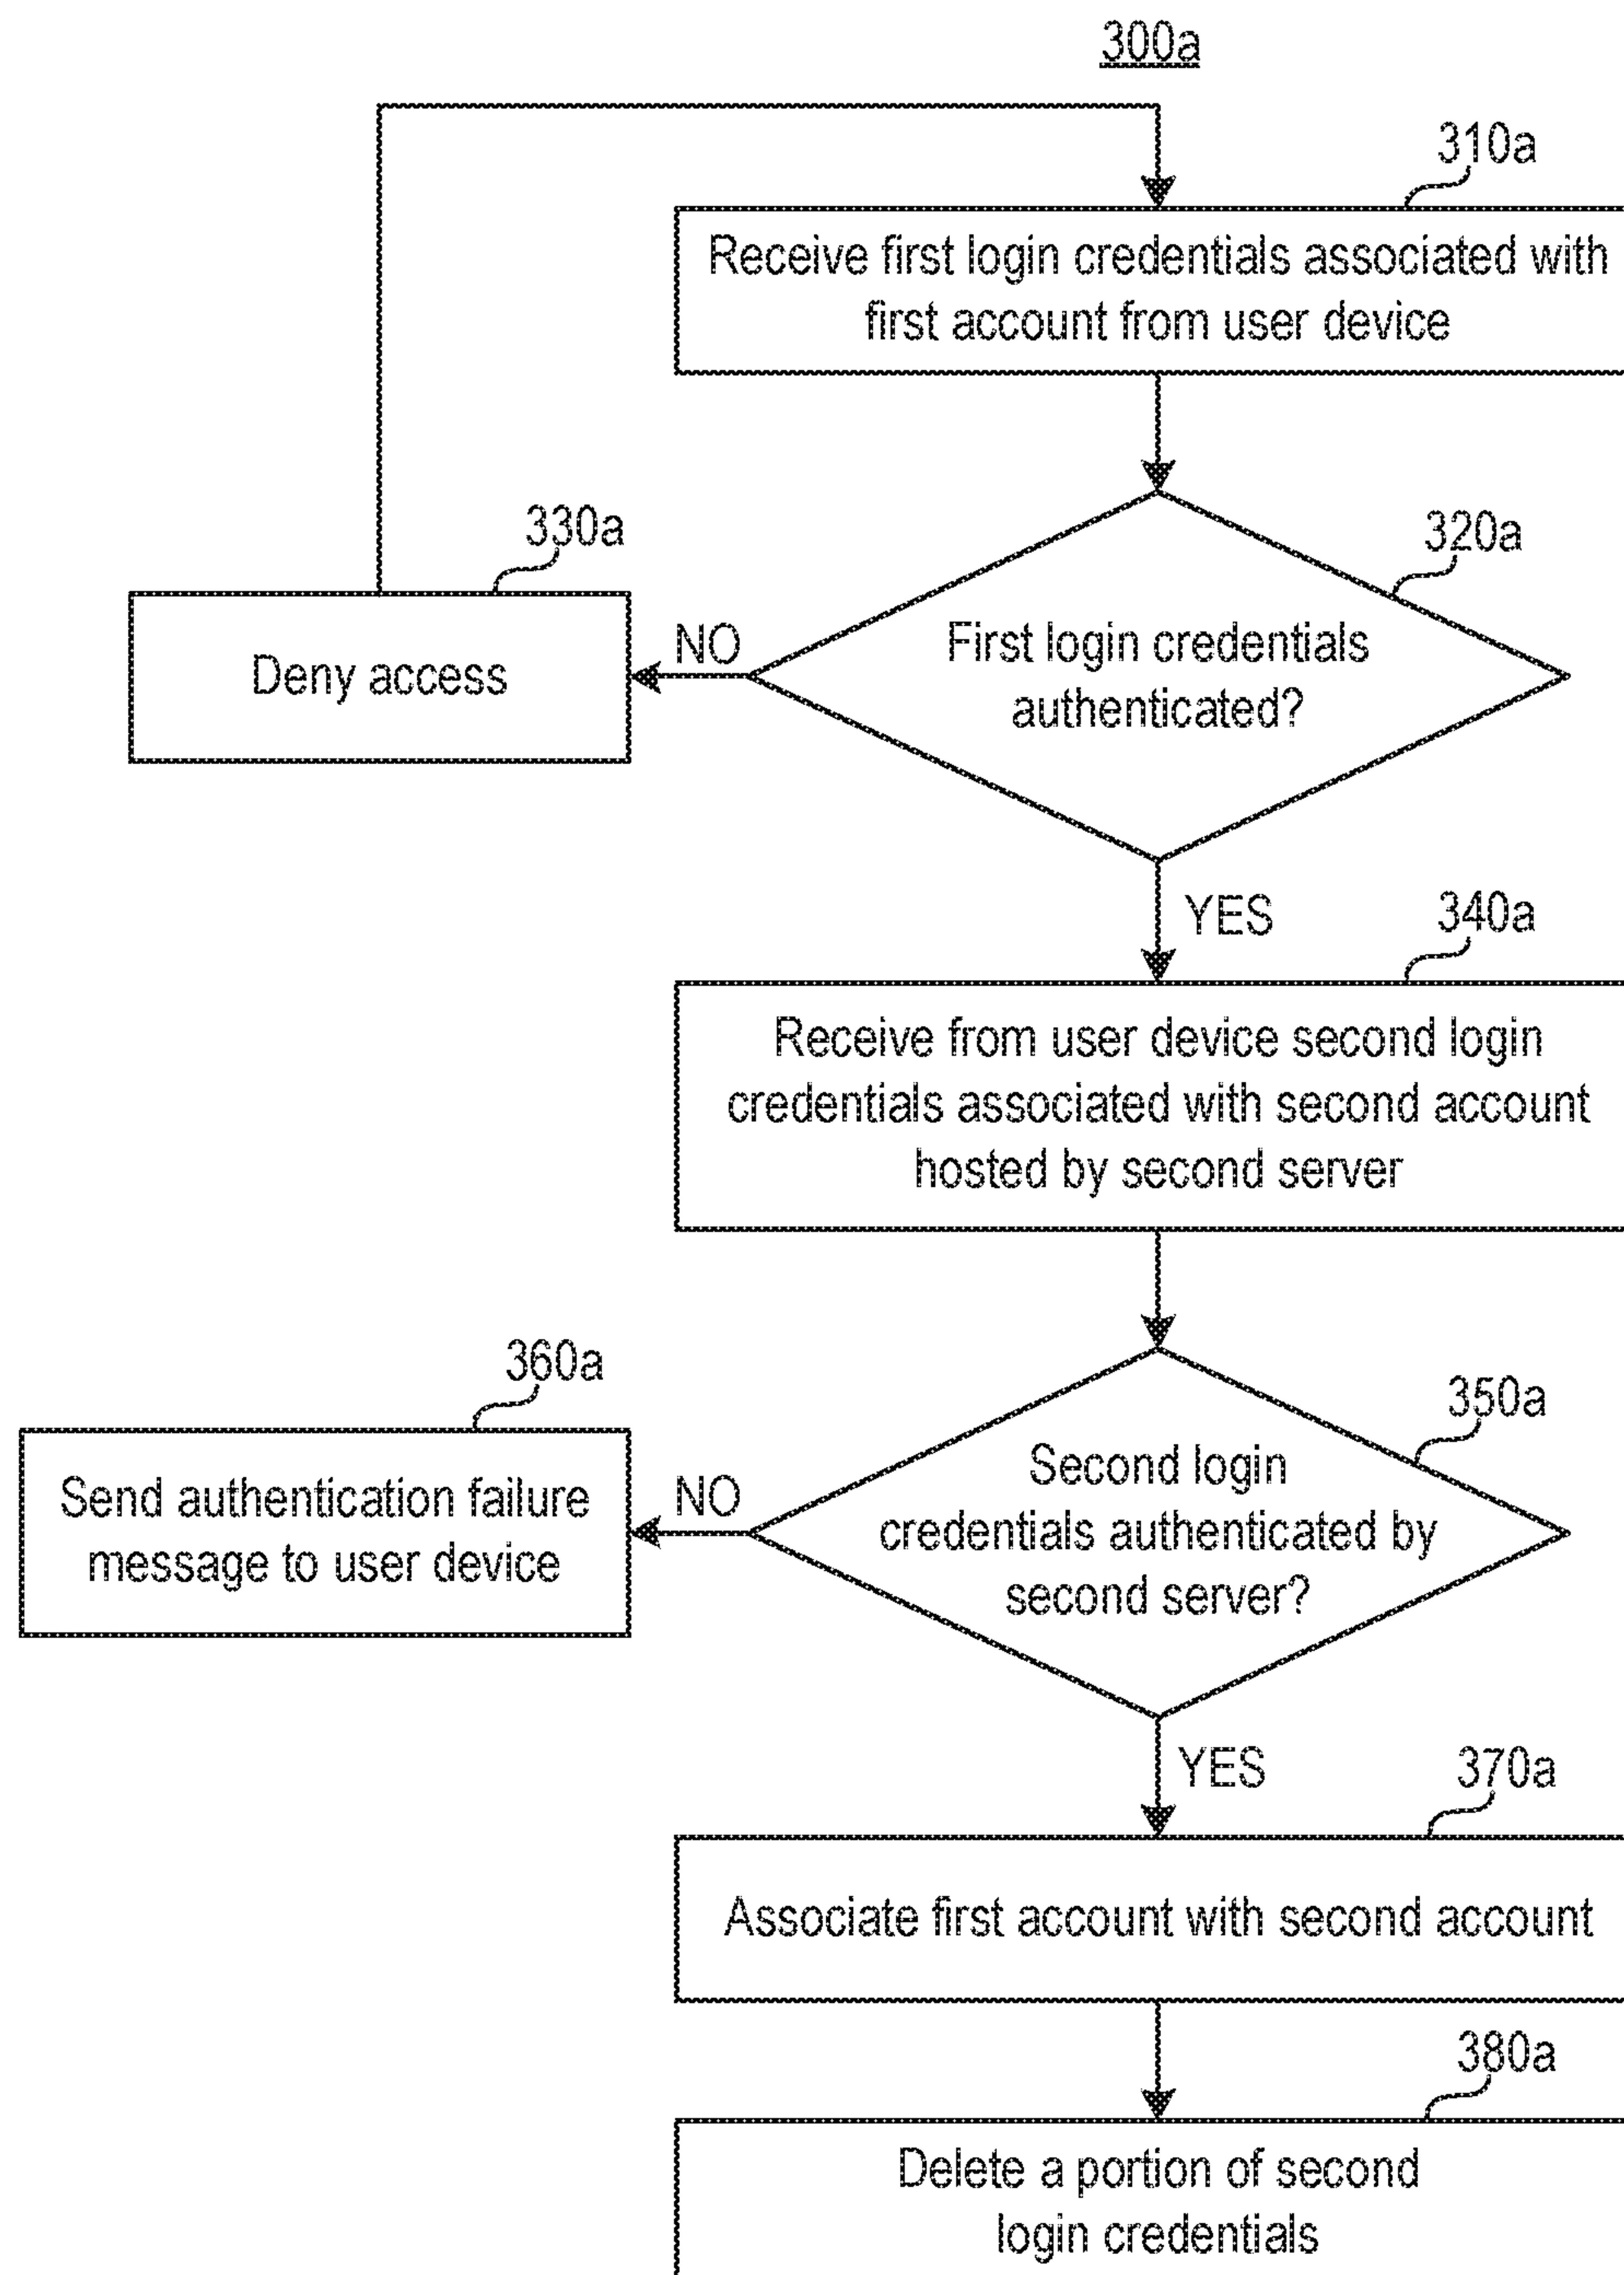 300a
310a
Receive first login credentials associated with
first account from user device
330a
320a
Deny access
NO
First login credentials
authenticated?
YES
340a
Receive from user device second login
credentials associated with second account
hosted by second server
360a
350a
Send authentication failure
message to user device
NO
Second login
credentials authenticated by
second server?
YES
370a
Associate first account with second account
380a
Delete a portion of second
login credentials